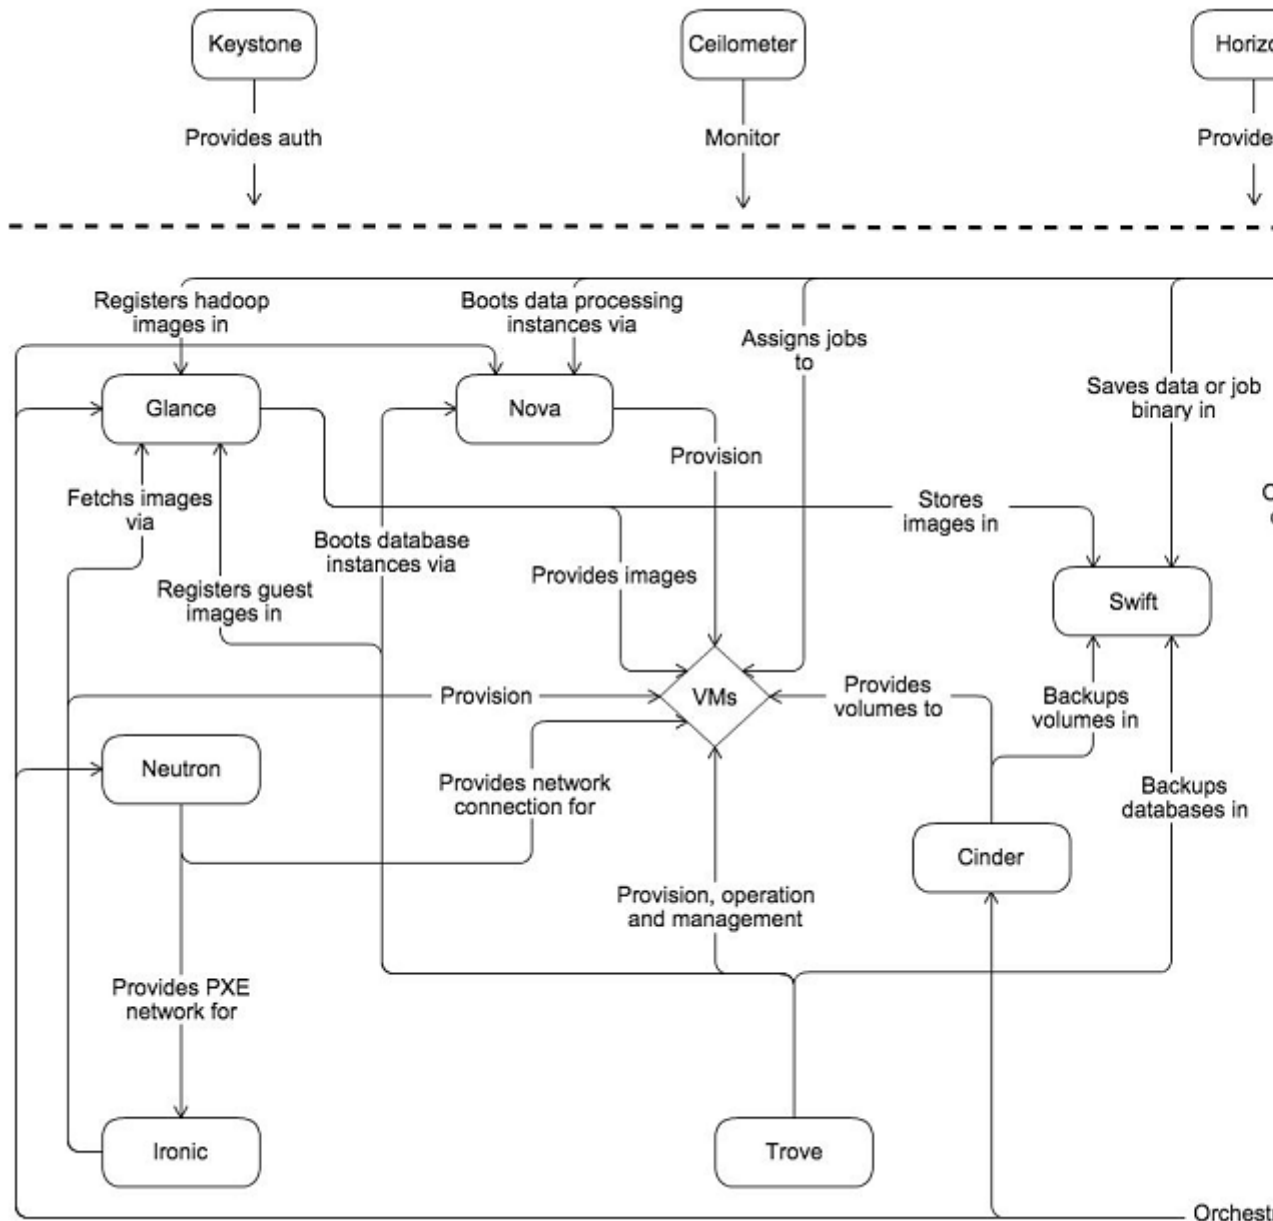 Keystone
Ceilometer
Provides auth
Monitor
Provide
Registers hadoop
images in
Boots data processing
instances via
Assigns jobs
to
Saves data or job
binary in
Glance
Nova
Provision
Fetchs images
via
Stores
images in
Boots database
instances via
Provides images
Registers guest
images in
Swift
Provision
VMs
Provides
volumes to
Backups
volumes in
Neutron
Provides network
connection for
Backups
databases in
Cinder
Provision, operation
and management
Provides PXE
network for
Ironic
Trove